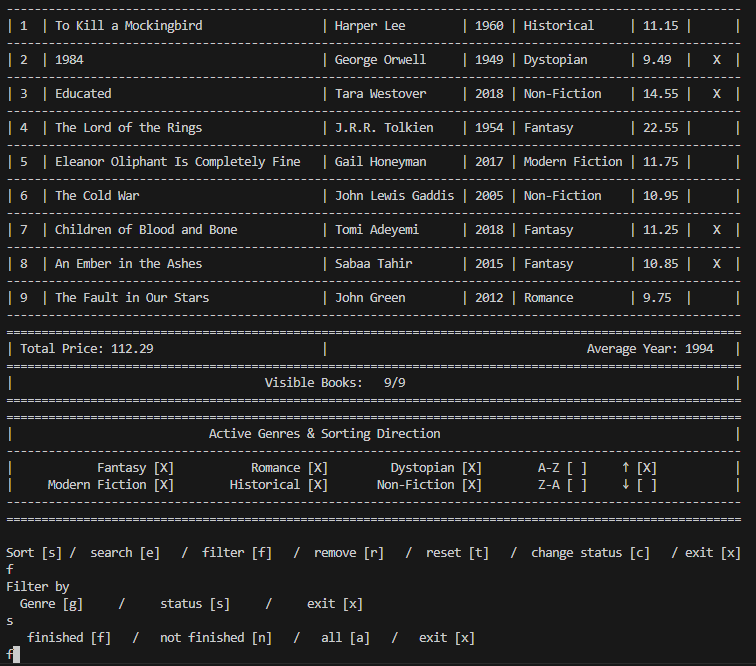 --------------------------------------------------------------------------------------------------------
| 1  | To Kill a Mockingbird                 | Harper Lee        | 1960 | Historical     | 11.15 |      |
--------------------------------------------------------------------------------------------------------
| 2  | 1984                                  | George Orwell     | 1949 | Dystopian      | 9.49  |   X  |
--------------------------------------------------------------------------------------------------------
| 3  | Educated                              | Tara Westover     | 2018 | Non-Fiction    | 14.55 |   X  |
--------------------------------------------------------------------------------------------------------
| 4  | The Lord of the Rings                 | J.R.R. Tolkien    | 1954 | Fantasy        | 22.55 |      |
--------------------------------------------------------------------------------------------------------
| 5  | Eleanor Oliphant Is Completely Fine   | Gail Honeyman     | 2017 | Modern Fiction | 11.75 |      |
--------------------------------------------------------------------------------------------------------
| 6  | The Cold War                          | John Lewis Gaddis | 2005 | Non-Fiction    | 10.95 |      |
--------------------------------------------------------------------------------------------------------
| 7  | Children of Blood and Bone            | Tomi Adeyemi      | 2018 | Fantasy        | 11.25 |   X  |
--------------------------------------------------------------------------------------------------------
| 8  | An Ember in the Ashes                 | Sabaa Tahir       | 2015 | Fantasy        | 10.85 |   X  |
--------------------------------------------------------------------------------------------------------
| 9  | The Fault in Our Stars                | John Green        | 2012 | Romance        | 9.75  |      |
--------------------------------------------------------------------------------------------------------
========================================================================================================
| Total Price: 112.29                        |                                     Average Year: 1994   |
========================================================================================================
|                                    Visible Books:   9/9                                               |
========================================================================================================
========================================================================================================
|                            Active Genres & Sorting Direction                                          |
--------------------------------------------------------------------------------------------------------
|            Fantasy [X]           Romance [X]         Dystopian [X]        A-Z [ ]     ↑ [X]           |
|     Modern Fiction [X]        Historical [X]       Non-Fiction [X]        Z-A [ ]     ↓ [ ]           |
--------------------------------------------------------------------------------------------------------
========================================================================================================
Sort [s] /  search [e]   /  filter [f]   /  remove [r]   /  reset [t]   /  change status [c]   / exit [x]
f
Filter by
  Genre [g]     /     status [s]     /     exit [x]
s
   finished [f]   /   not finished [n]   /   all [a]   /   exit [x]
f